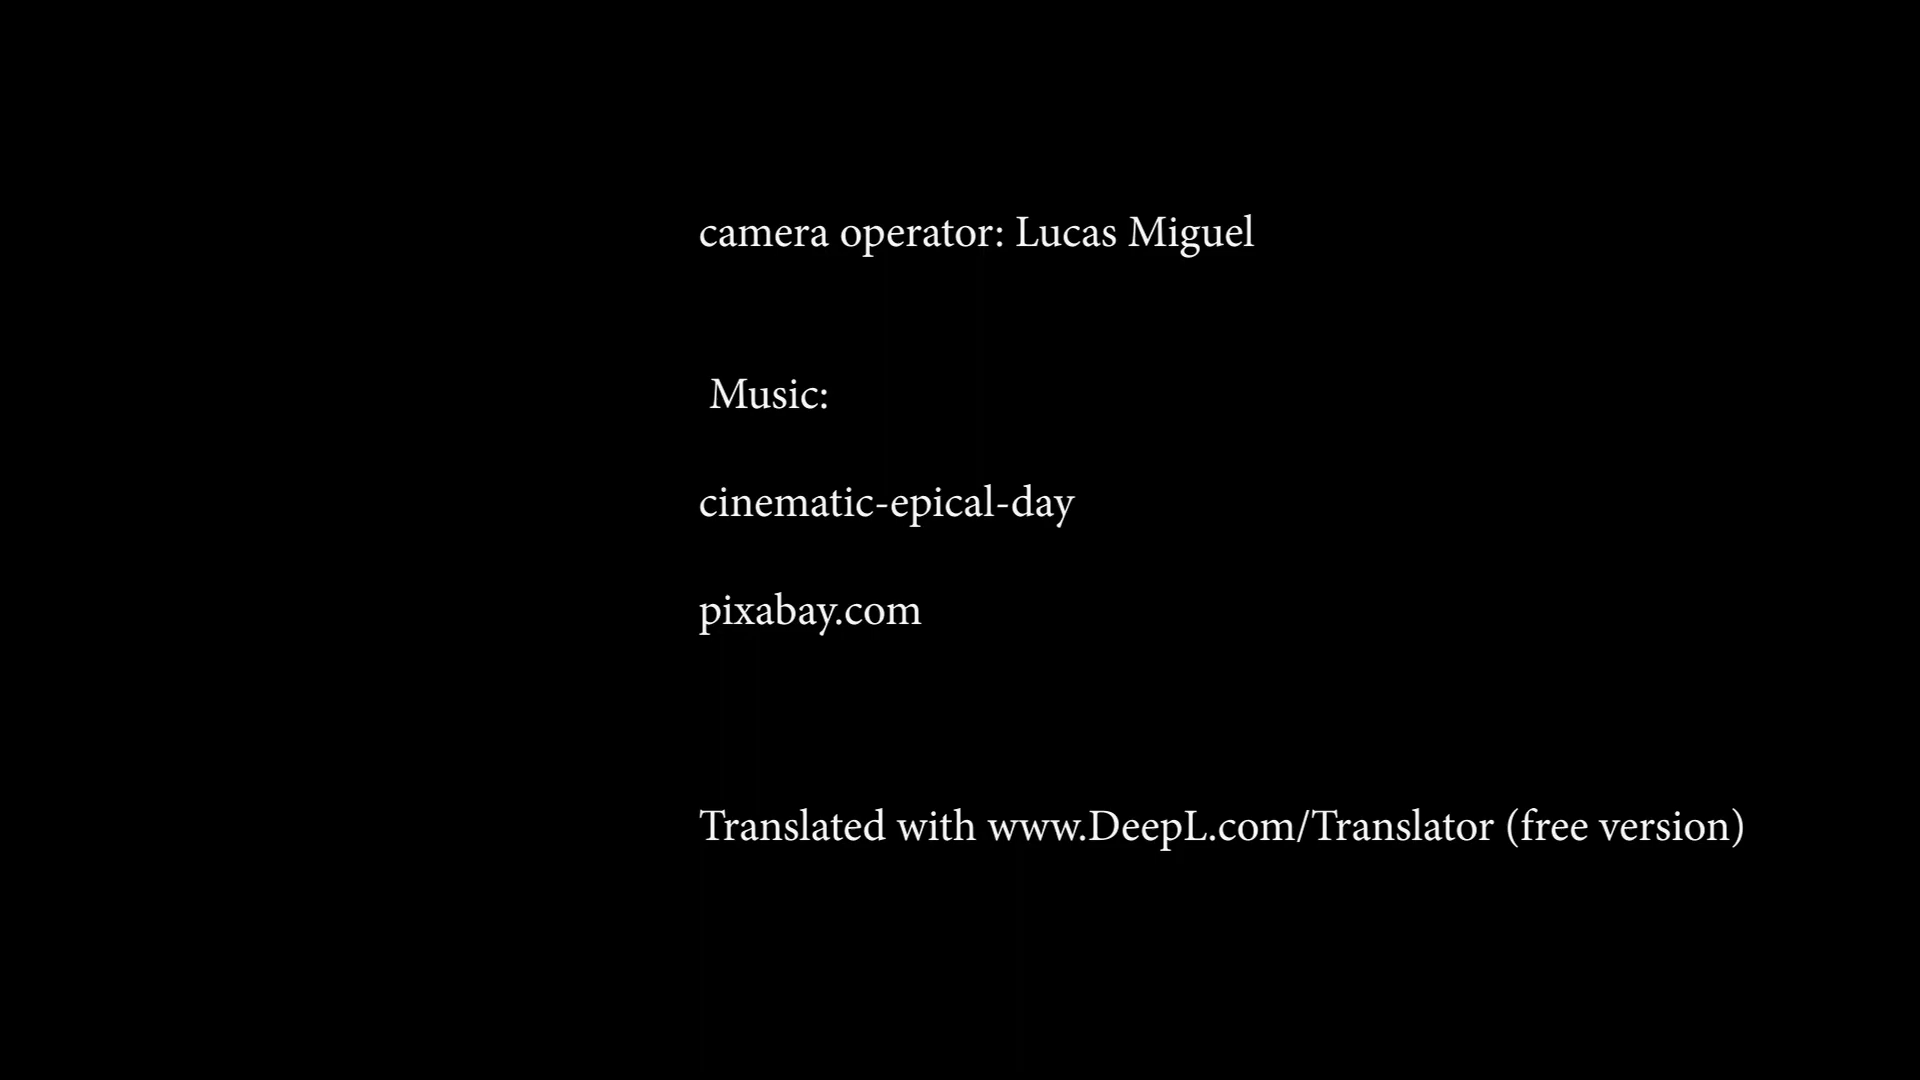 camera operator: Lucas Miguel
Music:
cinematic-epical-day
pixabay.com
Translated with www.DeepL.com/Translator (free version)